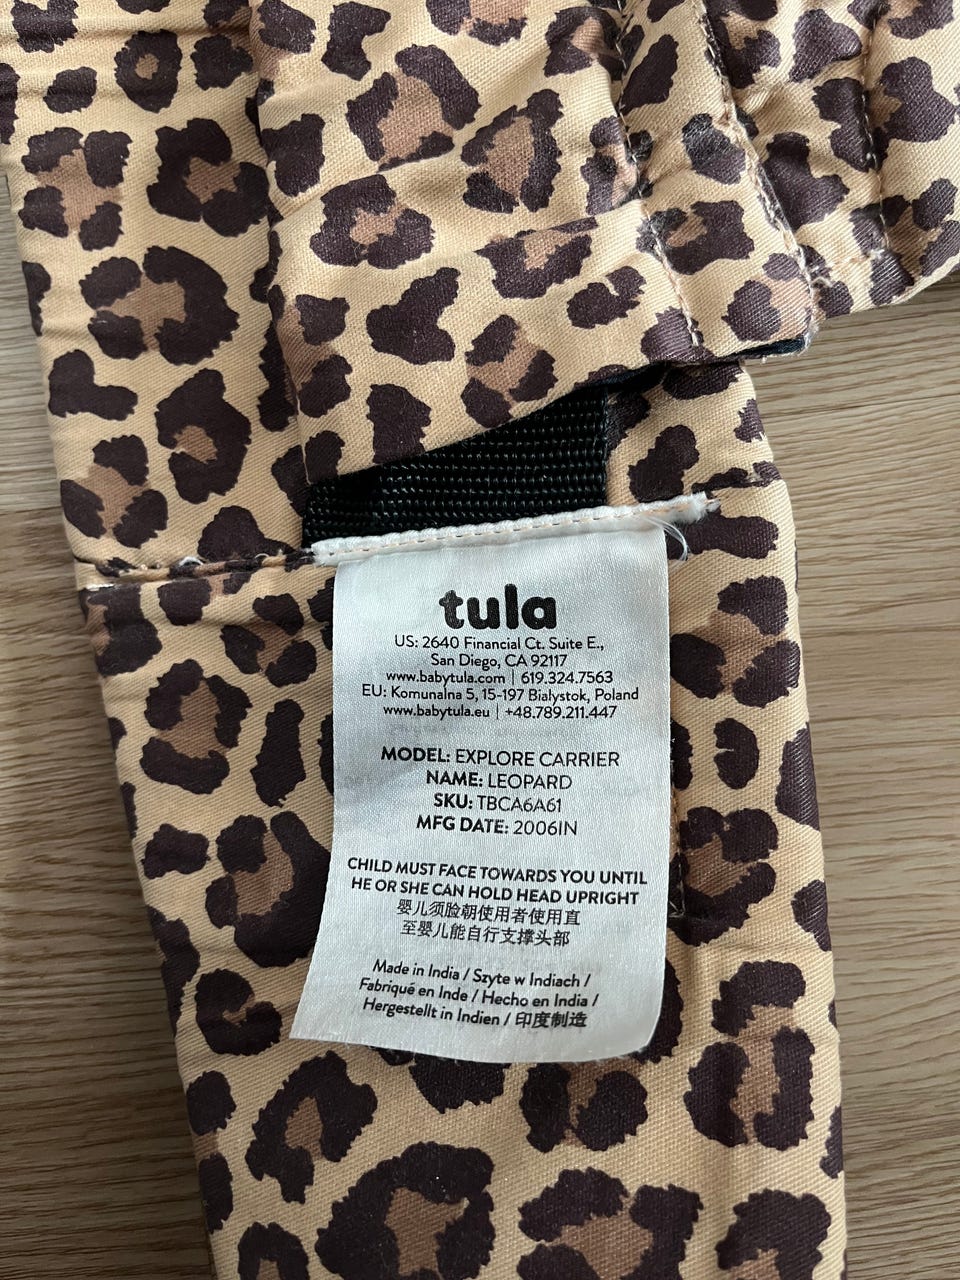 tula
US: 2640 Financial Ct. Suite E.,
San Diego, CA 92117
www.babytula.com | 619.324.7563
EU: Komunalna 5, 15-197 Bialystok, Poland
www.babytula.eu | +48.789.211.447
MODEL: EXPLORE CARRIER
NAME: LEOPARD
SKU: TBCA6A61
MFG DATE: 2006IN
CHILD MUST FACE TOWARDS YOU UNTIL
HE OR SHE CAN HOLD HEAD UPRIGHT
婴儿须脸朝使用者使用直
至婴儿能自行支撑头部
Made in India / Szyte w Indiach /
Fabriqué en Inde / Hecho en India /
Hergestellt in Indien / 印度制造